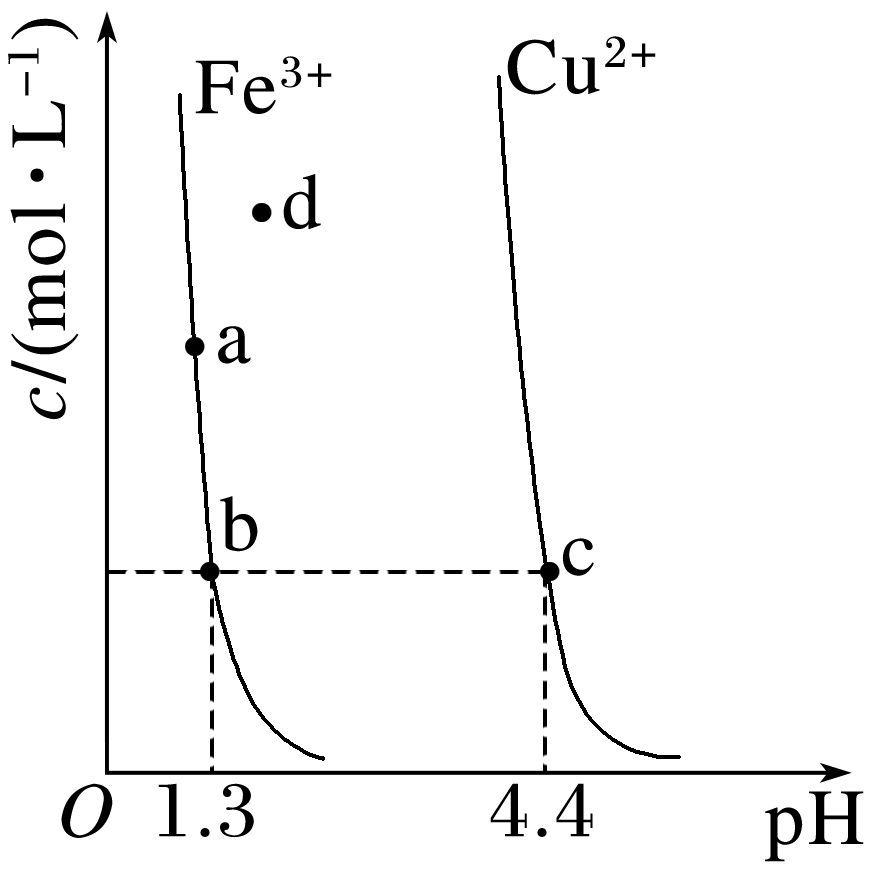 c/(mol·L⁻¹)
Fe³⁺
Cu²⁺
d
a
b
c
O
1.3
4.4
pH